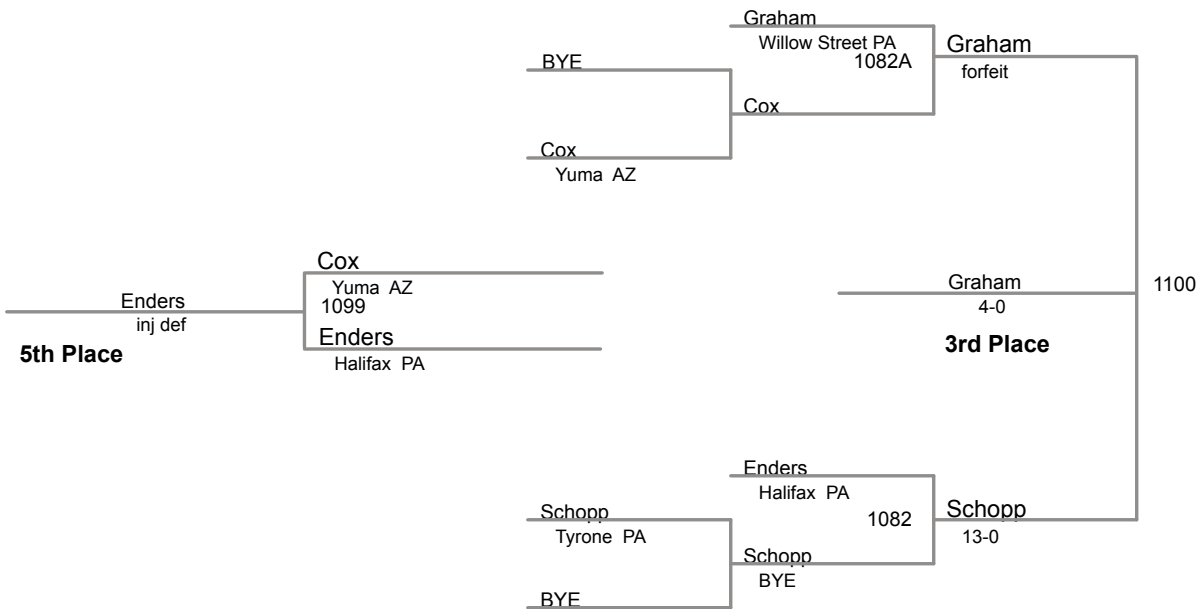 Graham
Willow Street PA
1082A
Graham
forfeit
BYE
Cox
Cox
Yuma AZ
Cox
Yuma AZ
1099
Enders
inj def
5th Place
Enders
Halifax PA
Graham
4-0
3rd Place
1100
Enders
Halifax PA
1082
Schopp
13-0
Schopp
Tyrone PA
Schopp
BYE
BYE